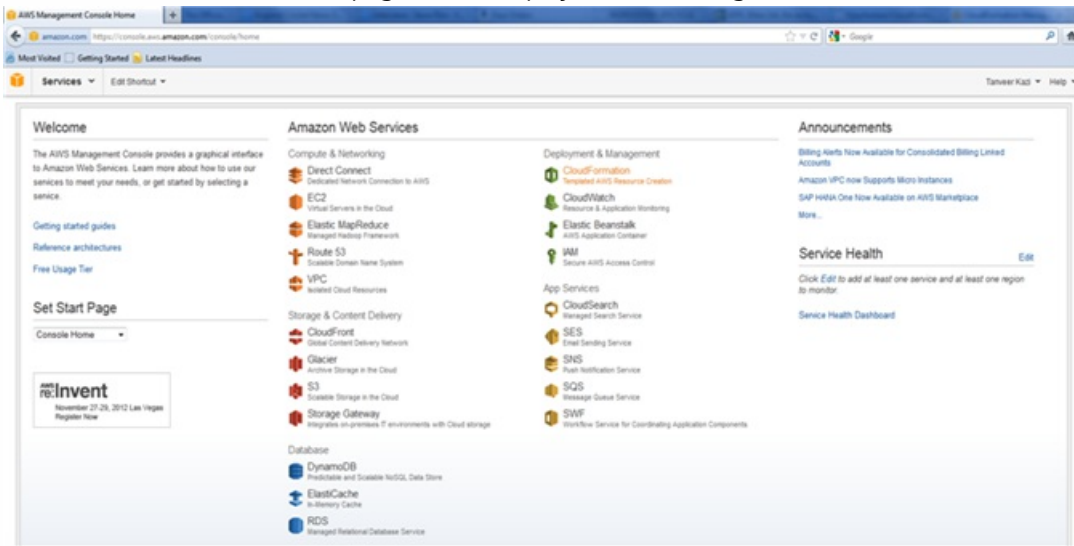 AWS Management Console Home
amazon.com https://console.aws.amazon.com/console/home
Google
Most Visited Getting Started Latest Headlines
Services Edit Shortcut
Tanveer Kazi Help
Welcome
The AWS Management Console provides a graphical interface
to Amazon Web Services. Learn more about how to use our
services to meet your needs, or get started by selecting a
service.
Getting started guides
Reference architectures
Free Usage Tier
Set Start Page
Console Home
AWS
re:Invent
November 27-29, 2012 Las Vegas
Register Now
Amazon Web Services
Compute & Networking
Direct Connect
Dedicated Network Connection to AWS
EC2
Virtual Servers in the Cloud
Elastic MapReduce
Managed Hadoop Framework
Route 53
Scalable Domain Name System
VPC
Isolated Cloud Resources
Storage & Content Delivery
CloudFront
Global Content Delivery Network
Glacier
Archive Storage in the Cloud
S3
Scalable Storage in the Cloud
Storage Gateway
Integrates on-premises IT environments with Cloud storage
Database
DynamoDB
Predictable and Scalable NoSQL Data Store
ElastiCache
In-Memory Cache
RDS
Managed Relational Database Service
Deployment & Management
CloudFormation
Templated AWS Resource Creation
CloudWatch
Resource & Application Monitoring
Elastic Beanstalk
AWS Application Container
IAM
Secure AWS Access Control
App Services
CloudSearch
Managed Search Service
SES
Email Sending Service
SNS
Push Notification Service
SQS
Message Queue Service
SWF
Workflow Service for Coordinating Application Components
Announcements
Billing Alerts Now Available for Consolidated Billing Linked
Accounts
Amazon VPC now Supports Micro Instances
SAP HANA One Now Available on AWS Marketplace
More...
Service Health
Edit
Click Edit to add at least one service and at least one region
to monitor.
Service Health Dashboard